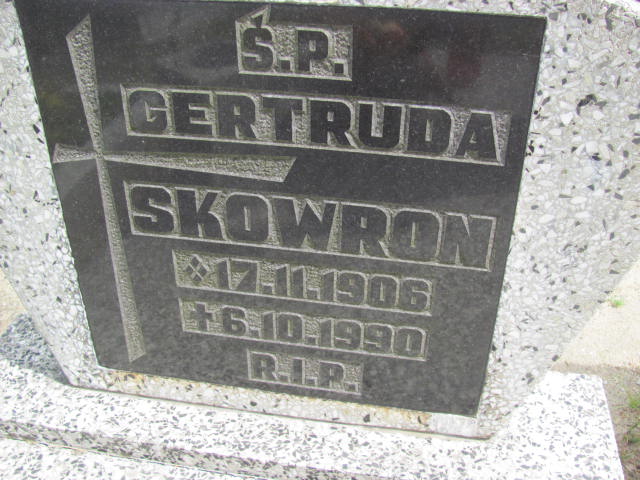 Ś.P.
GERTRUDA
SKOWRON
17.11.1906
6.10.1990
R.I.P.